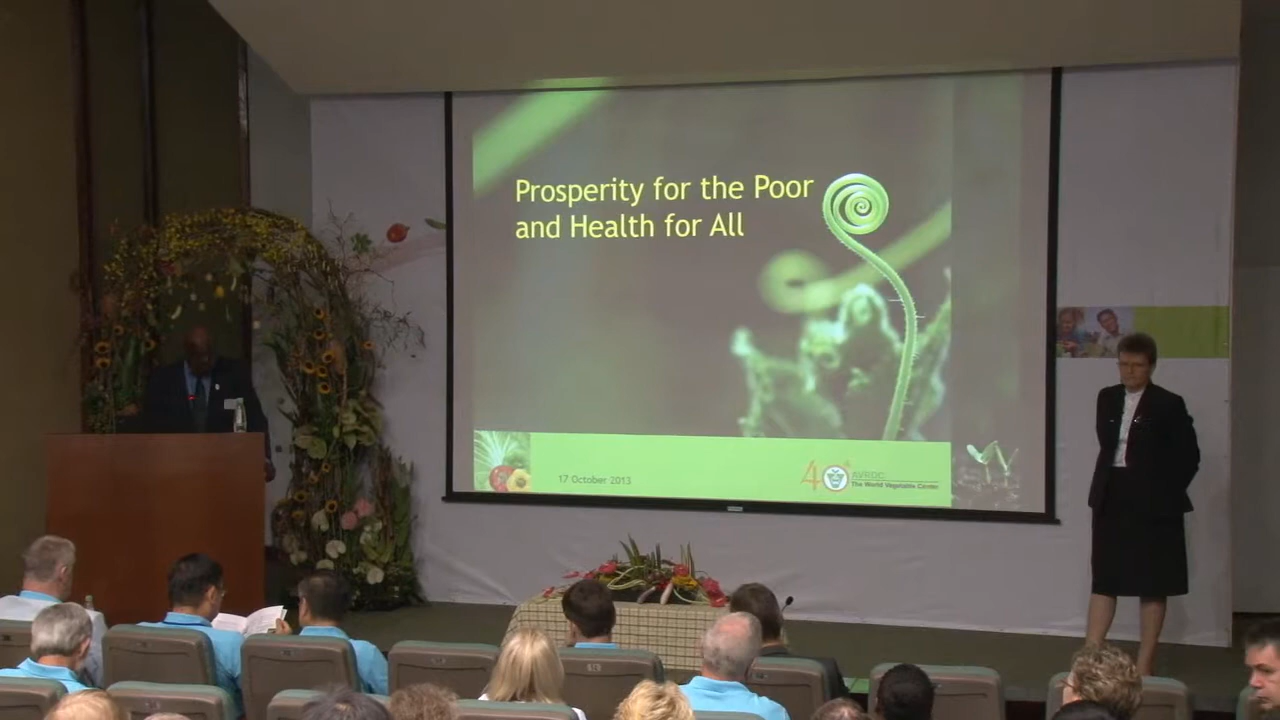 Prosperity for the Poor
and Health for All
17 October 2013
40
AVRDC
The World Vegetable Center